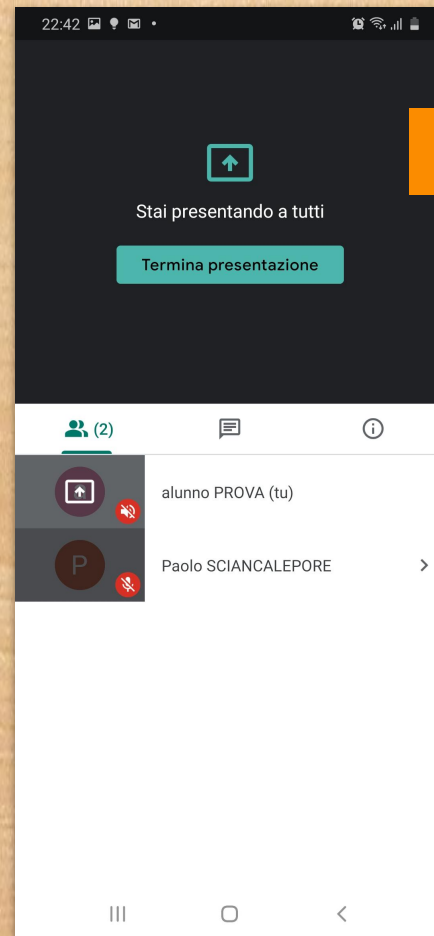 22:42
Stai presentando a tutti
Termina presentazione
(2)
alunno PROVA (tu)
P
Paolo SCIANCALEPORE